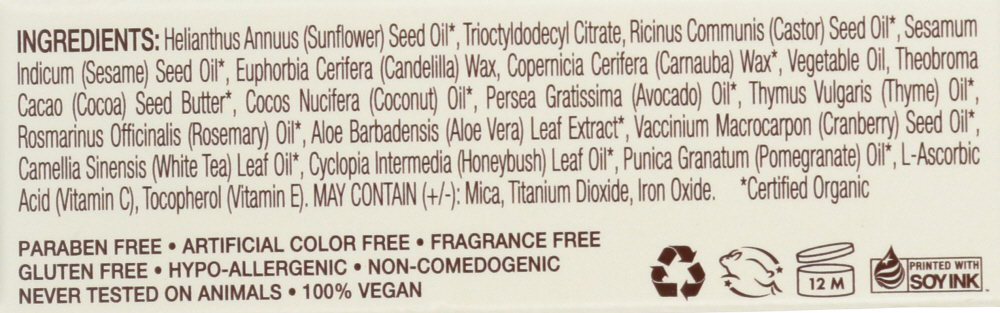 INGREDIENTS: Helianthus Annuus (Sunflower) Seed Oil*, Trioctyldodecyl Citrate, Ricinus Communis (Castor) Seed Oil*, Sesamum
Indicum (Sesame) Seed Oil*, Euphorbia Cerifera (Candelilla) Wax, Copernicia Cerifera (Carnauba) Wax*, Vegetable Oil, Theobroma
Cacao (Cocoa) Seed Butter*, Cocos Nucifera (Coconut) Oil*, Persea Gratissima (Avocado) Oil*, Thymus Vulgaris (Thyme) Oil*,
Rosmarinus Officinalis (Rosemary) Oil*, Aloe Barbadensis (Aloe Vera) Leaf Extract*, Vaccinium Macrocarpon (Cranberry) Seed Oil*,
Camellia Sinensis (White Tea) Leaf Oil*, Cyclopia Intermedia (Honeybush) Leaf Oil*, Punica Granatum (Pomegranate) Oil*, L-Ascorbic
Acid (Vitamin C), Tocopherol (Vitamin E). MAY CONTAIN (+/-): Mica, Titanium Dioxide, Iron Oxide. *Certified Organic
PARABEN FREE • ARTIFICIAL COLOR FREE • FRAGRANCE FREE
GLUTEN FREE • HYPO-ALLERGENIC • NON-COMEDOGENIC
NEVER TESTED ON ANIMALS • 100% VEGAN
12 M
PRINTED WITH
SOY INK